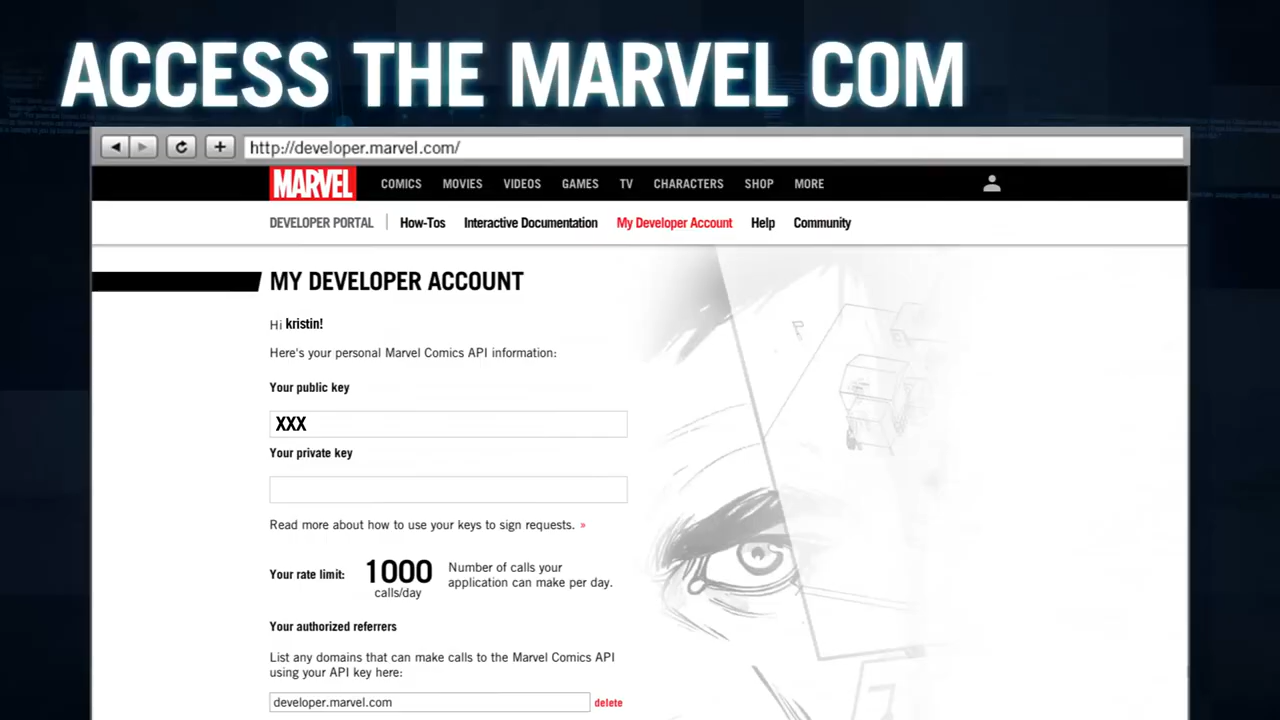 ACCESS THE MARVEL COM
http://developer.marvel.com/
MARVEL COMICS MOVIES VIDEOS GAMES TV CHARACTERS SHOP MORE
DEVELOPER PORTAL How-Tos Interactive Documentation My Developer Account Help Community
MY DEVELOPER ACCOUNT
Hi kristin!
Here's your personal Marvel Comics API information:
Your public key
XXX
Your private key
Read more about how to use your keys to sign requests. »
Your rate limit: 1000 calls/day Number of calls your
application can make per day.
Your authorized referrers
List any domains that can make calls to the Marvel Comics API
using your API key here:
developer.marvel.com delete